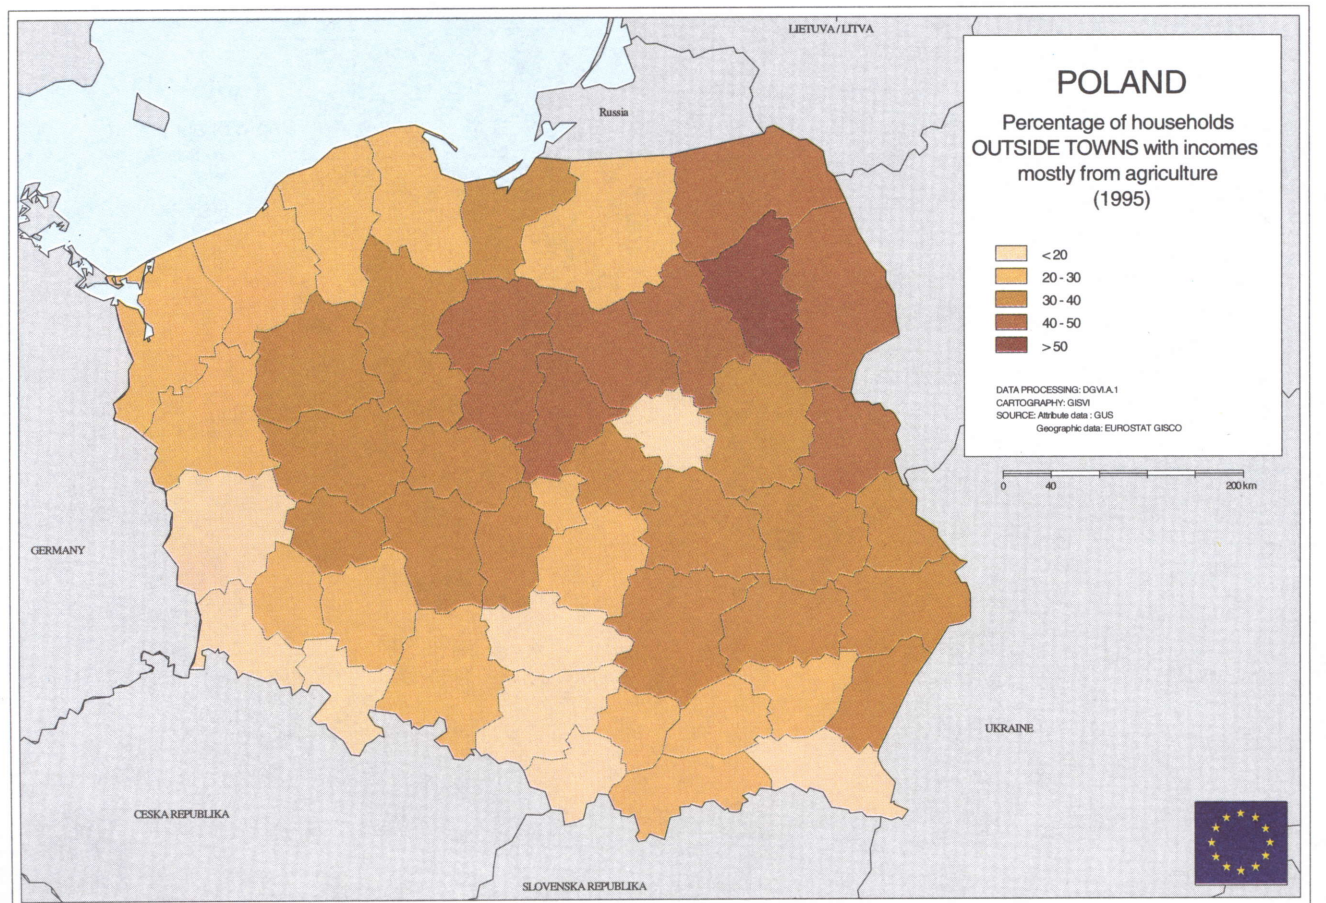 LIETUVA / LITVA
Russia
POLAND
Percentage of households
OUTSIDE TOWNS with incomes
mostly from agriculture
(1995)
< 20
20 - 30
30 - 40
40 - 50
> 50
DATA PROCESSING: DGVI.A.1
CARTOGRAPHY: GISVI
SOURCE: Attribute data : GUS
Geographic data: EUROSTAT GISCO
0 40 200 km
GERMANY
UKRAINE
CESKA REPUBLIKA
SLOVENSKA REPUBLIKA